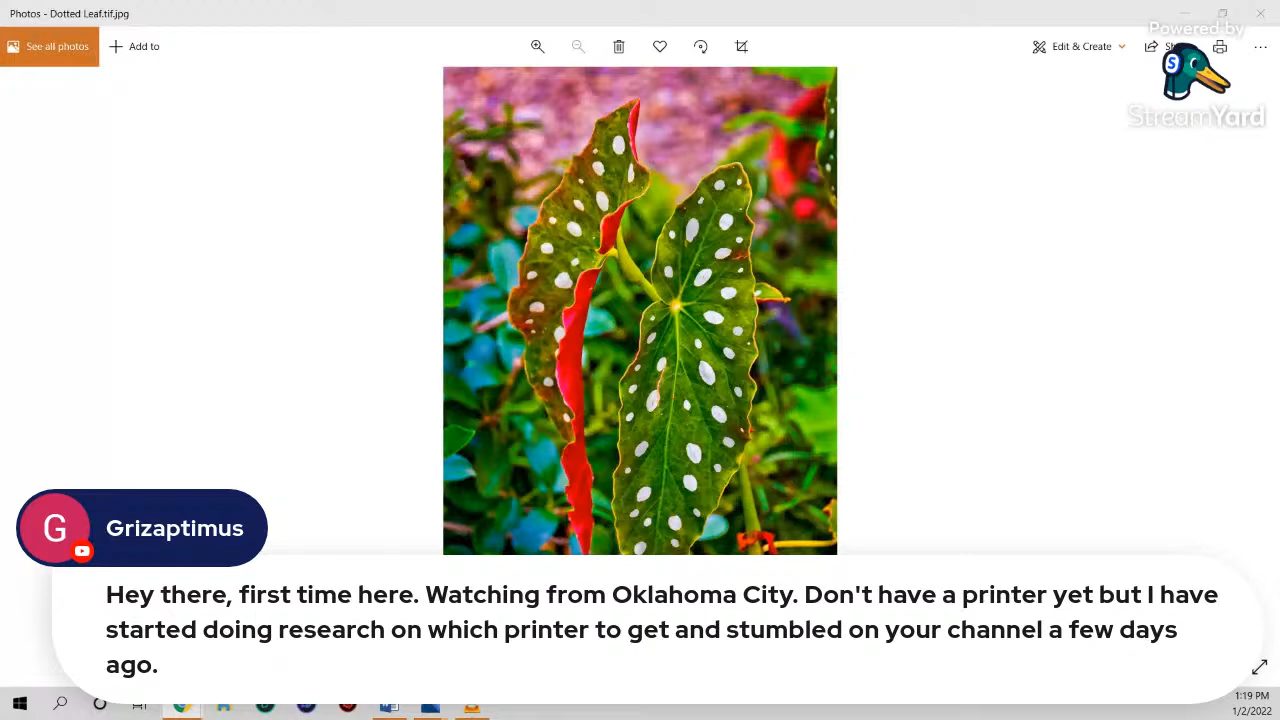 Photos - Dotted Leaf.tif.jpg
Powered by
See all photos
Add to
Edit & Create
S
StreamYard
G
Grizaptimus
Hey there, first time here. Watching from Oklahoma City. Don't have a printer yet but I have
started doing research on which printer to get and stumbled on your channel a few days
ago.
1:19 PM
1/2/2022